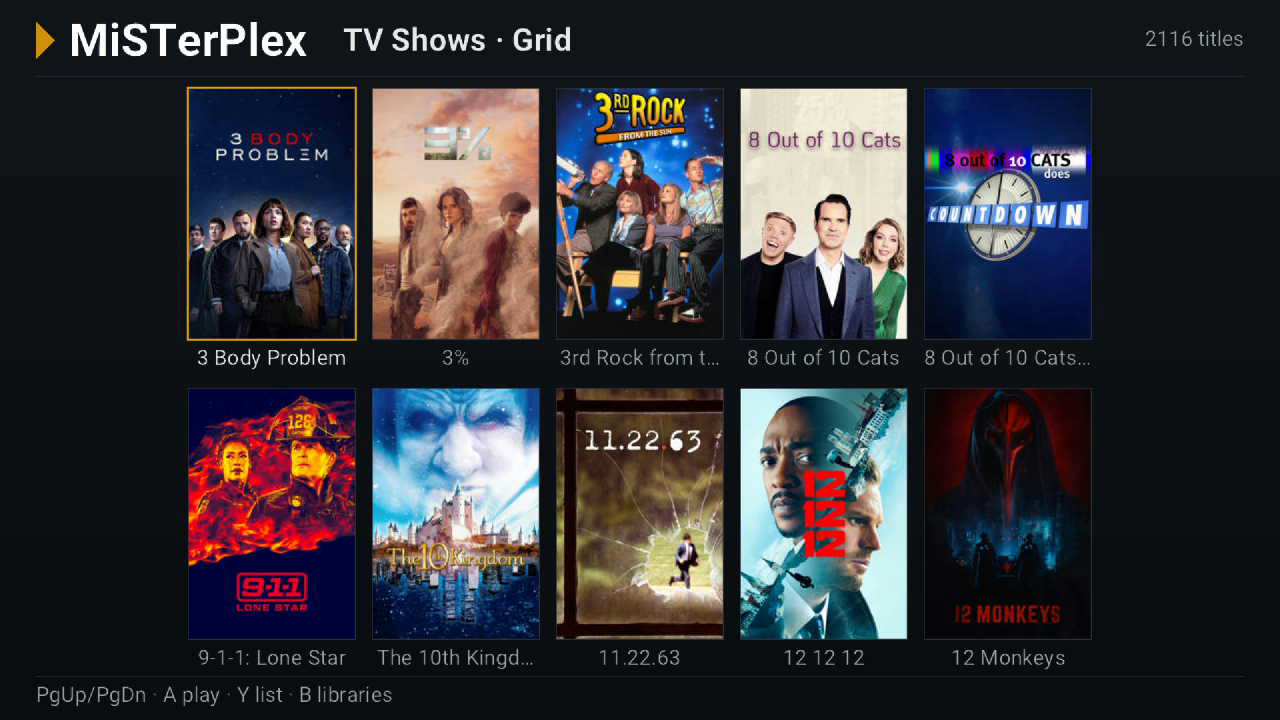 MiSTerPlex
TV Shows · Grid
2116 titles
3 BODY
PROBLEM
3%
3RD ROCK
FROM THE SUN
8 Out of 10 Cats
8 out of 10 CATS
does
COUNTDOWN
3 Body Problem
3%
3rd Rock from t...
8 Out of 10 Cats
8 Out of 10 Cats...
126
9-1-1
LONE STAR
The 10th Kingdom
11.22.63
12
12
12
12 MONKEYS
9-1-1: Lone Star
The 10th Kingd...
11.22.63
12 12 12
12 Monkeys
PgUp/PgDn · A play · Y list · B libraries